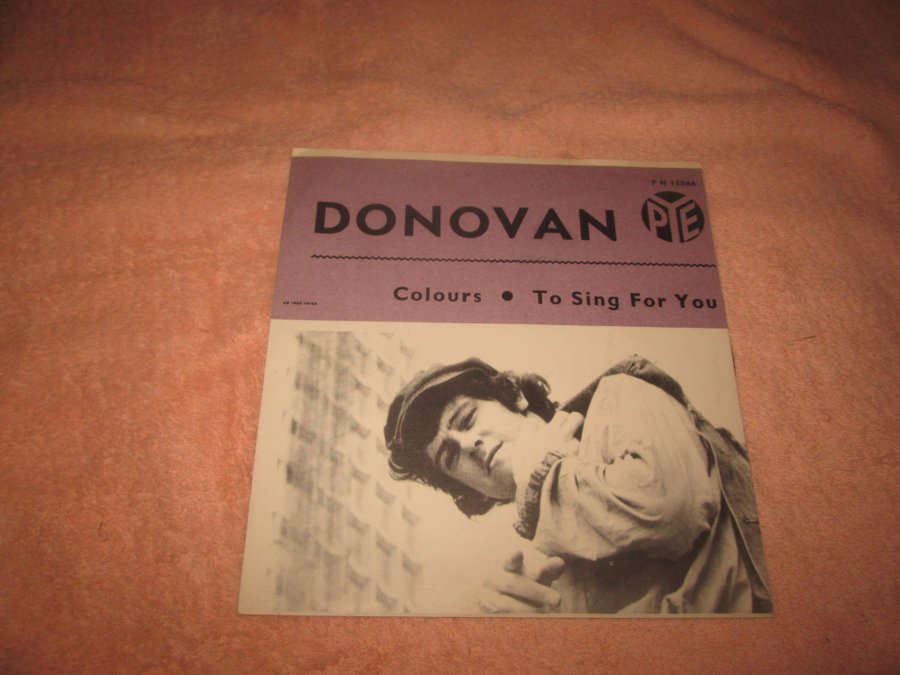 7 N 15866
DONOVAN
PYE
Colours • To Sing For You